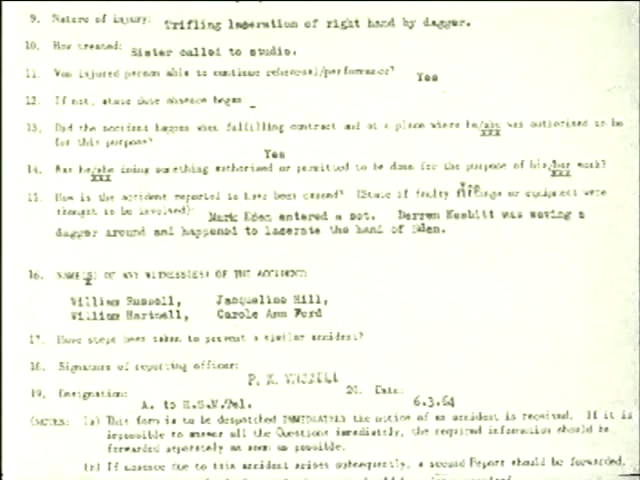 9. Nature of injury: Trifling laceration of right hand by dagger.
10. How treated: Sister called to studio.
11. Was injured person able to continue rehearsal/performance? Yes
12. If not, state date absence began _
13. Did the accident happen when fulfilling contract and at a place where he/she was authorised to be
for this purpose?
Yes
14. Was he/she doing something authorised or permitted to be done for the purpose of his/her work?
Yes
15. How is the accident reported to have been caused? (State if faulty fittings or equipment were
thought to be involved): Mark Eden entered a set. Derren Nesbitt was waving a
dagger around and happened to lacerate the hand of Eden.
16. NAME(S) OF ANY WITNESS(ES) OF THE ACCIDENT:
William Russell, Jacqueline Hill,
William Hartnell, Carole Ann Ford
17. Have steps been taken to prevent a similar accident?
18. Signature of reporting officer:
19. Designation: A. to H.S.N./Tel. 20. Date: 6.3.64
(NOTES: (a) This form is to be despatched IMMEDIATELY the notice of an accident is received. If it is
impossible to answer all the Questions immediately, the required information should be
forwarded separately as soon as possible.
(b) If absence due to this accident arises subsequently, a second Report should be forwarded,